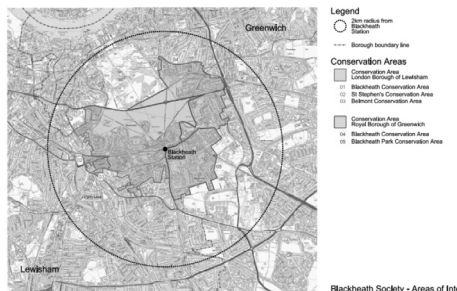 Greenwich
Blackheath
Station
Lewisham
Legend
2km radius from
Blackheath
Station
Borough boundary line
Conservation Areas
Conservation Area
London Borough of Lewisham
01 Blackheath Conservation Area
02 St Stephen's Conservation Area
03 Belmont Conservation Area
Conservation Area
Royal Borough of Greenwich
04 Blackheath Conservation Area
05 Blackheath Park Conservation Area
Blackheath Society - Areas of Int